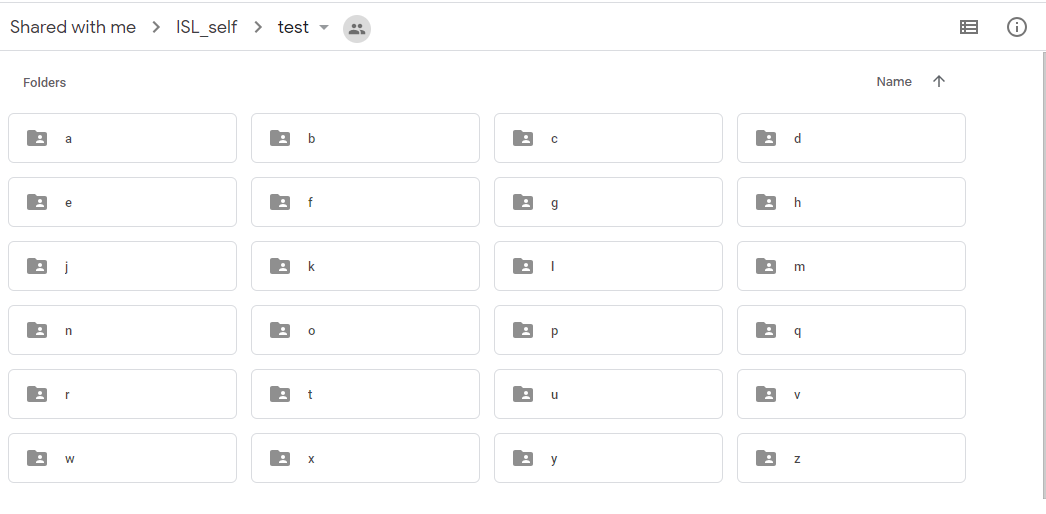 Shared with me > ISL_self > test
Folders Name
a b c d
e f g h
j k l m
n o p q
r t u v
w x y z